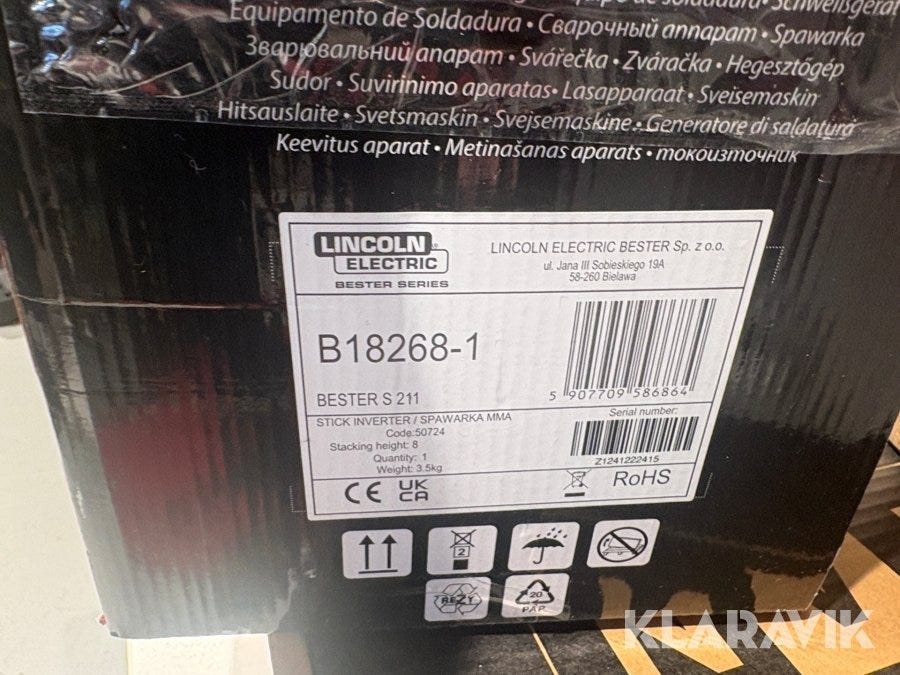 Equipamento de Soldadura • Сварочный аппарат • Spawarka
Зварювальний апарат • Svářečka • Zváračka • Hegesztőgép
Sudor • Suvirinimo aparatas • Lasapparaat • Sveisemaskin
Hitsauslaite • Svetsmaskin • Svejsemaskine • Generatore di saldatura
Keevitus aparat • Metinašanas aparats • токоизточник
LINCOLN ®
ELECTRIC
BESTER SERIES
LINCOLN ELECTRIC BESTER Sp. z o.o.
ul. Jana III Sobieskiego 19A
58-260 Bielawa
B18268-1
BESTER S 211
5 907709 586864
STICK INVERTER / SPAWARKA MMA
Code:50724
Stacking height: 8
Quantity: 1
Weight: 3.5kg
Serial number:
Z1241222415
CE UK
CA
RoHS
2
REZY
20
PAP
KLARAVIK